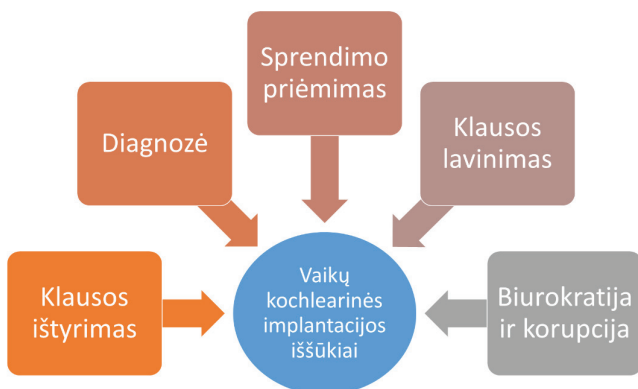 Sprendimo
priėmimas
Diagnozė
Klausos
lavinimas
Klausos
ištyrimas
Vaikų
kochlearinės
implantacijos
iššūkiai
Biurokratija
ir korupcija